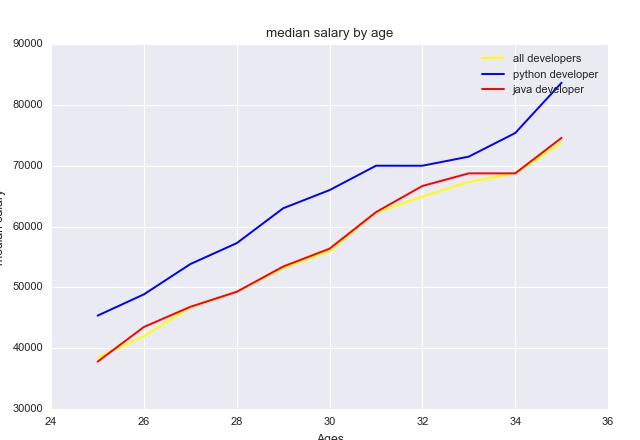 median salary by age
90000
all developers
python developer
java developer
80000
70000
60000
50000
40000
30000
24 26 28 30 32 34 36
Ages